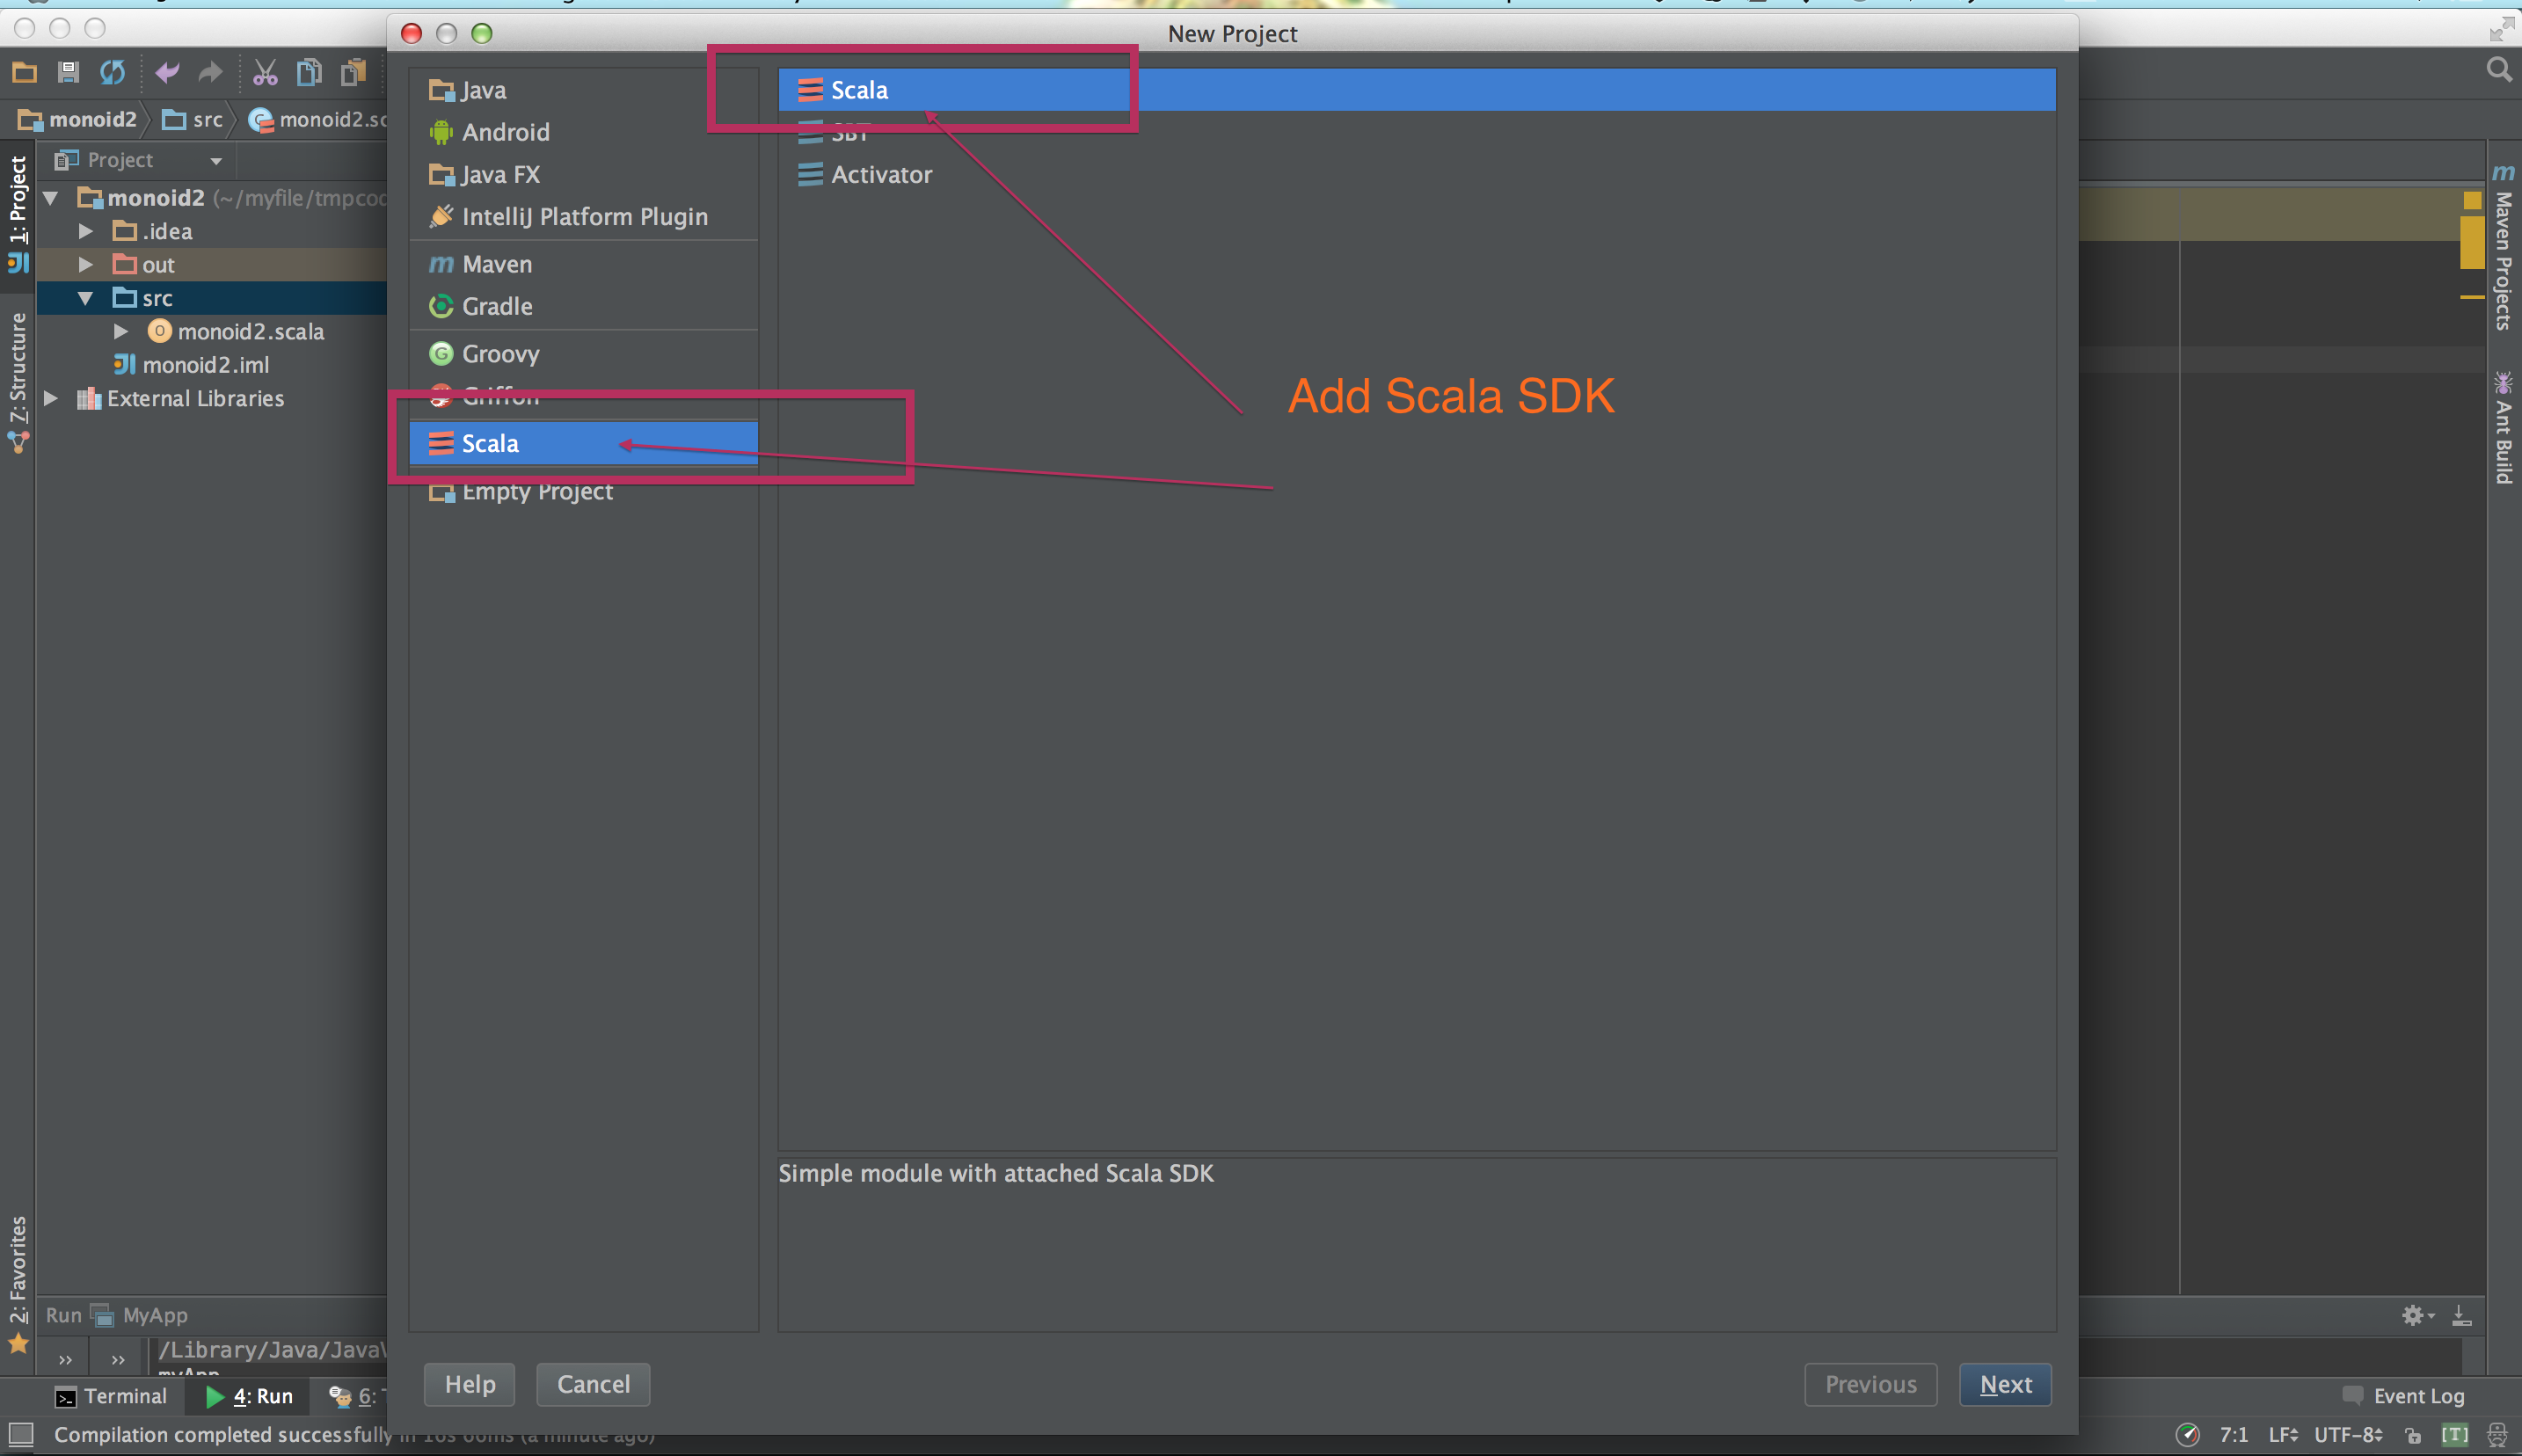 New Project
monoid2
src
monoid2.sc
Project
1: Project
monoid2 (~/myfile/tmpcod
.idea
out
src
monoid2.scala
monoid2.iml
External Libraries
Z: Structure
2: Favorites
Java
Android
Java FX
IntelliJ Platform Plugin
Maven
Gradle
Groovy
Griffon
Scala
Empty Project
Scala
SBT
Activator
Add Scala SDK
Simple module with attached Scala SDK
Help
Cancel
Previous
Next
Maven Projects
Ant Build
Run MyApp
/Library/Java/JavaV
myApp
Terminal
4: Run
6: T
Event Log
Compilation completed successfully in 10s 60ms (a minute ago)
7:1
LF
UTF-8
[T]